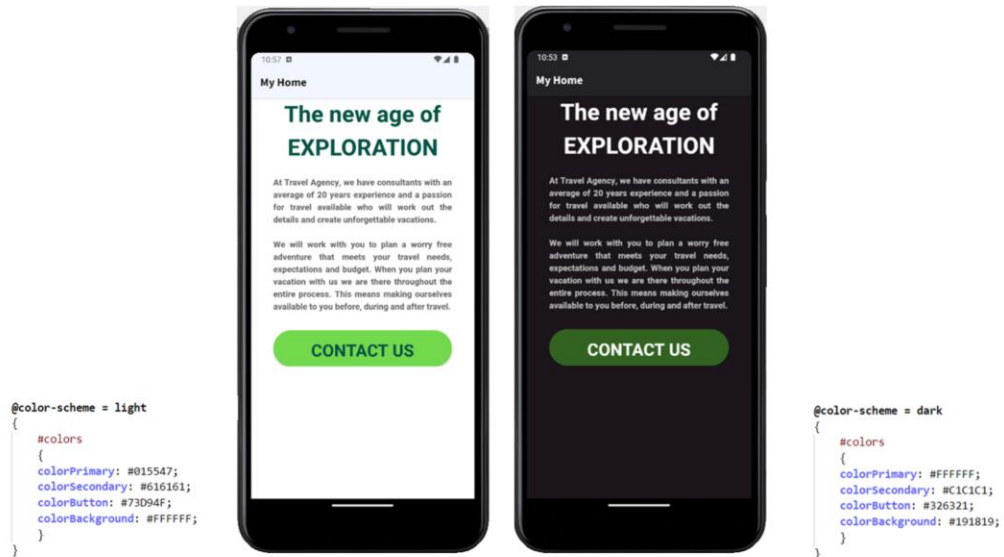 10:57
My Home
The new age of
EXPLORATION
At Travel Agency, we have consultants with an
average of 20 years experience and a passion
for travel available who will work out the
details and create unforgettable vacations.
We will work with you to plan a worry free
adventure that meets your travel needs,
expectations and budget. When you plan your
vacation with us we are there throughout the
entire process. This means making ourselves
available to you before, during and after travel.
CONTACT US
10:53
My Home
The new age of
EXPLORATION
At Travel Agency, we have consultants with an
average of 20 years experience and a passion
for travel available who will work out the
details and create unforgettable vacations.
We will work with you to plan a worry free
adventure that meets your travel needs,
expectations and budget. When you plan your
vacation with us we are there throughout the
entire process. This means making ourselves
available to you before, during and after travel.
CONTACT US
@color-scheme = light
{
#colors
{
colorPrimary: #015547;
colorSecondary: #616161;
colorButton: #73D94F;
colorBackground: #FFFFFF;
}
}
@color-scheme = dark
{
#colors
{
colorPrimary: #FFFFFF;
colorSecondary: #C1C1C1;
colorButton: #326321;
colorBackground: #191819;
}
}